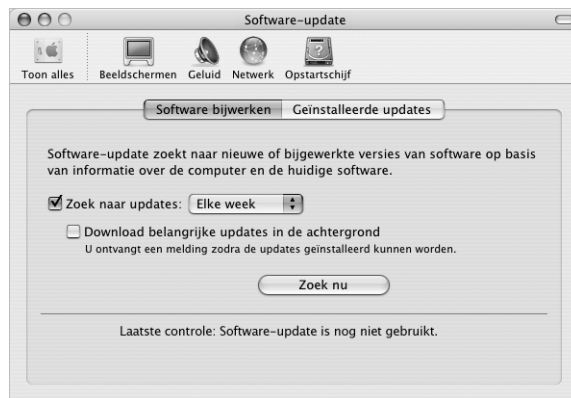 Software-update
Toon alles
Beeldschermen
Geluid
Netwerk
Opstartschijf
Software bijwerken
Geïnstalleerde updates
Software-update zoekt naar nieuwe of bijgewerkte versies van software op basis
van informatie over de computer en de huidige software.
Zoek naar updates: Elke week
Download belangrijke updates in de achtergrond
U ontvangt een melding zodra de updates geïnstalleerd kunnen worden.
Zoek nu
Laatste controle: Software-update is nog niet gebruikt.